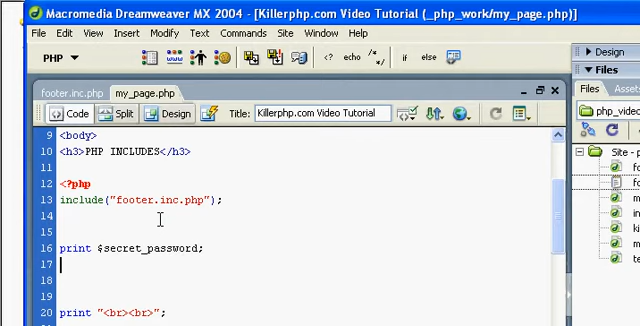 Macromedia Dreamweaver MX 2004 - [Killerphp.com Video Tutorial (_php_work/my_page.php)]
File Edit View Insert Modify Text Commands Site Window Help
PHP <? echo /* */ if else
Design
Files
footer.inc.php my_page.php
Files Assets
Code Split Design Title: Killerphp.com Video Tutorial
9 <body>
10 <h3>PHP INCLUDES</h3>
11
12 <?php
13 include("footer.inc.php");
14
16 print $secret_password;
17
18
20 print "<br><br>";
Site -